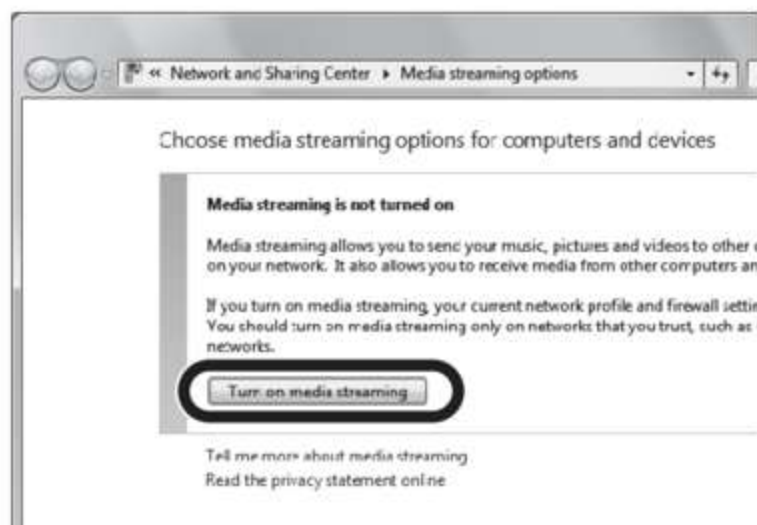 « Network and Sharing Center ▸ Media streaming options
Choose media streaming options for computers and devices
Media streaming is not turned on
Media streaming allows you to send your music, pictures and videos to other
on your network. It also allows you to receive media from other computers an
If you turn on media streaming, your current network profile and firewall settin
You should turn on media streaming only on networks that you trust, such as
networks.
Turn on media streaming
Tell me more about media streaming
Read the privacy statement online